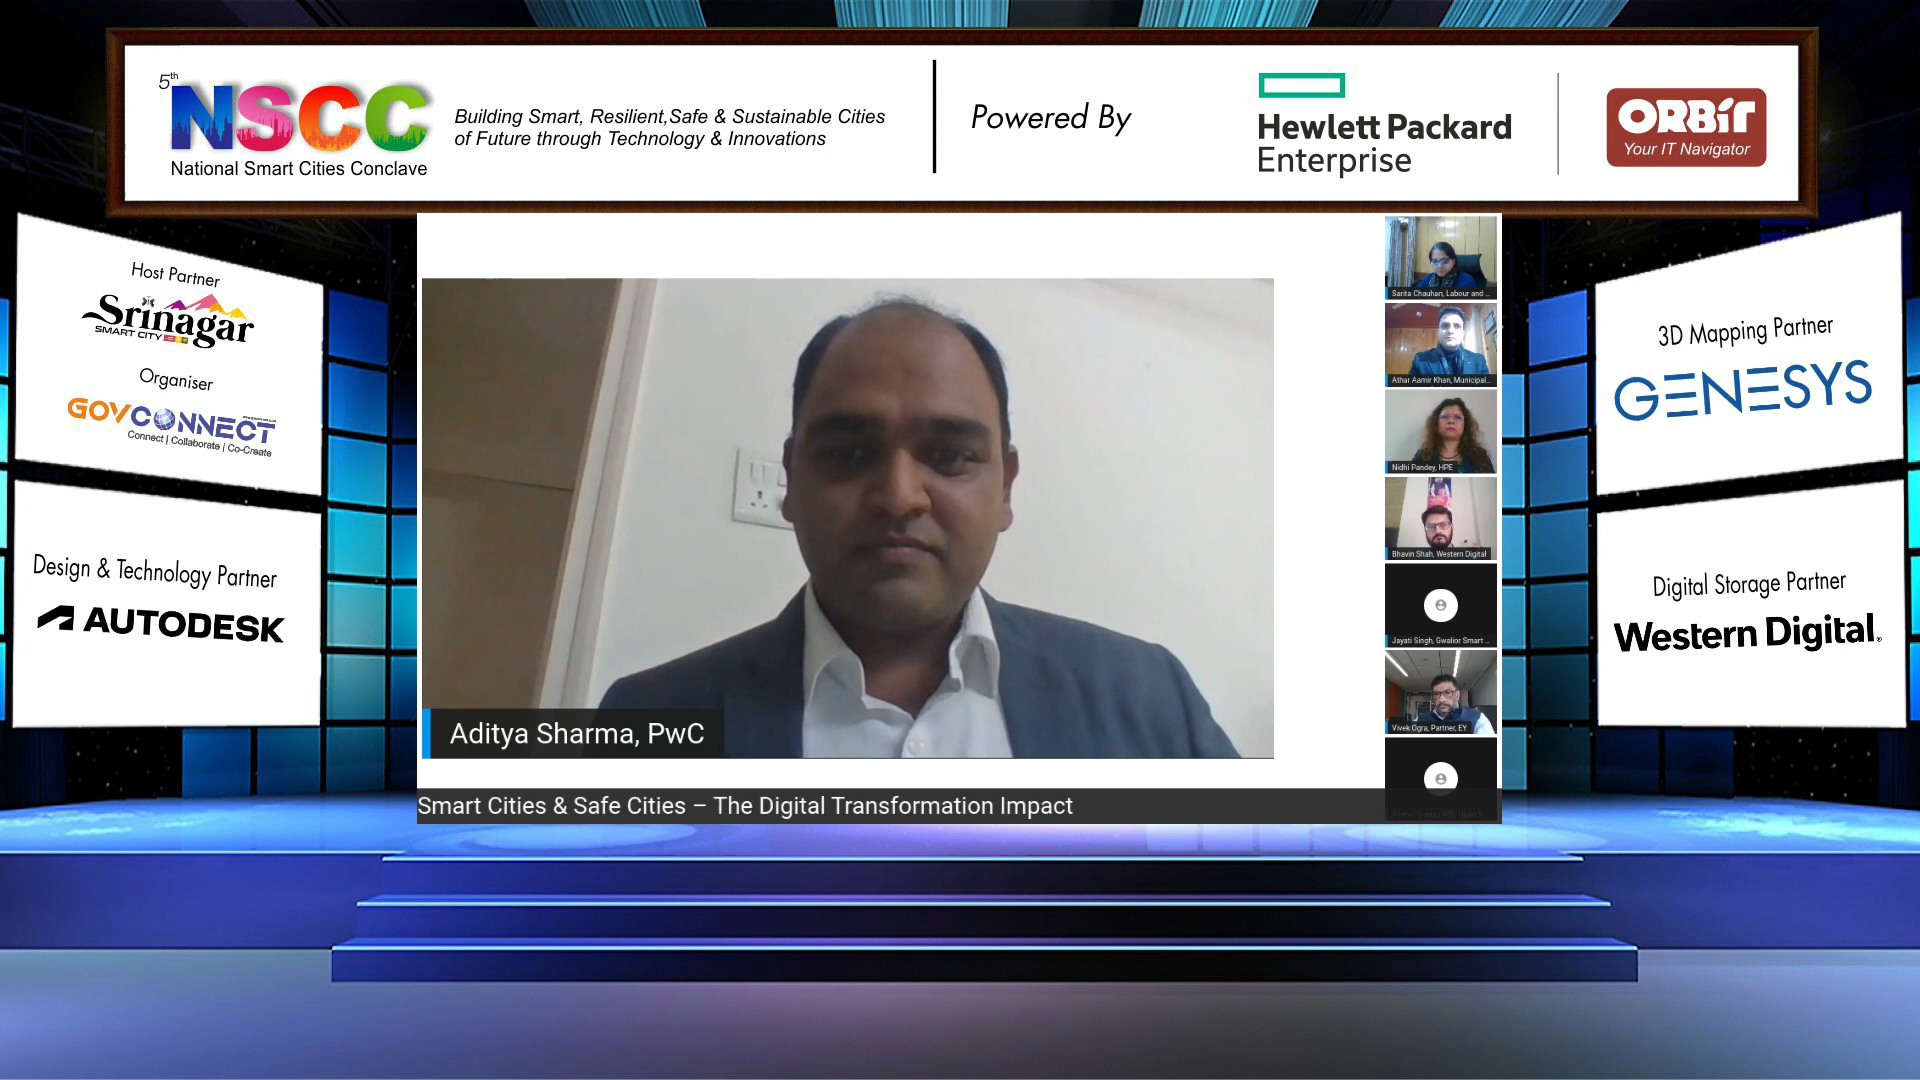 5th
NSCC
National Smart Cities Conclave
Building Smart, Resilient,Safe & Sustainable Cities
of Future through Technology & Innovations
Powered By
Hewlett Packard
Enterprise
ORBIT
Your IT Navigator
Host Partner
Srinagar
SMART CITY
Organiser
GOVCONNECT
Connect | Collaborate | Co-Create
Design & Technology Partner
AUTODESK
Aditya Sharma, PwC
Smart Cities & Safe Cities – The Digital Transformation Impact
Sarita Chauhan, Labour and ...
Athar Aamir Khan, Municipal...
Nidhi Pandey, HPE
Bhavin Shah, Western Digital
Jayati Singh, Gwalior Smart ...
Vivek Ogra, Partner, EY
3D Mapping Partner
GENESYS
Digital Storage Partner
Western Digital.